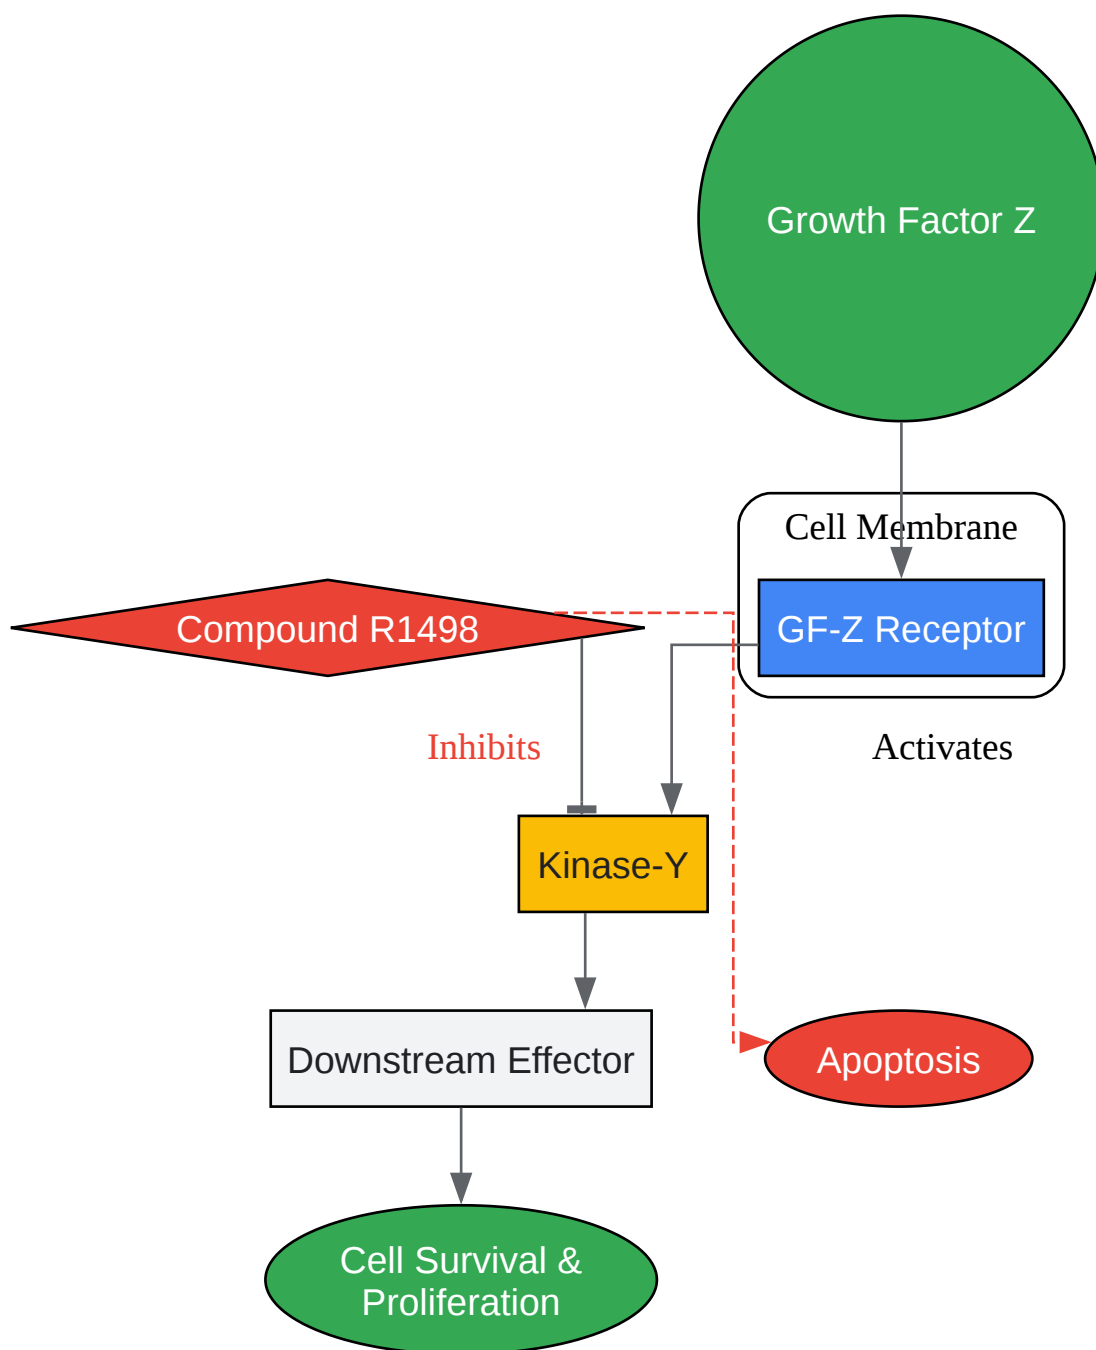 Growth Factor Z
Cell Membrane
Compound R1498
GF-Z Receptor
Inhibits
Activates
Kinase-Y
Downstream Effector
Apoptosis
Cell Survival &
Proliferation